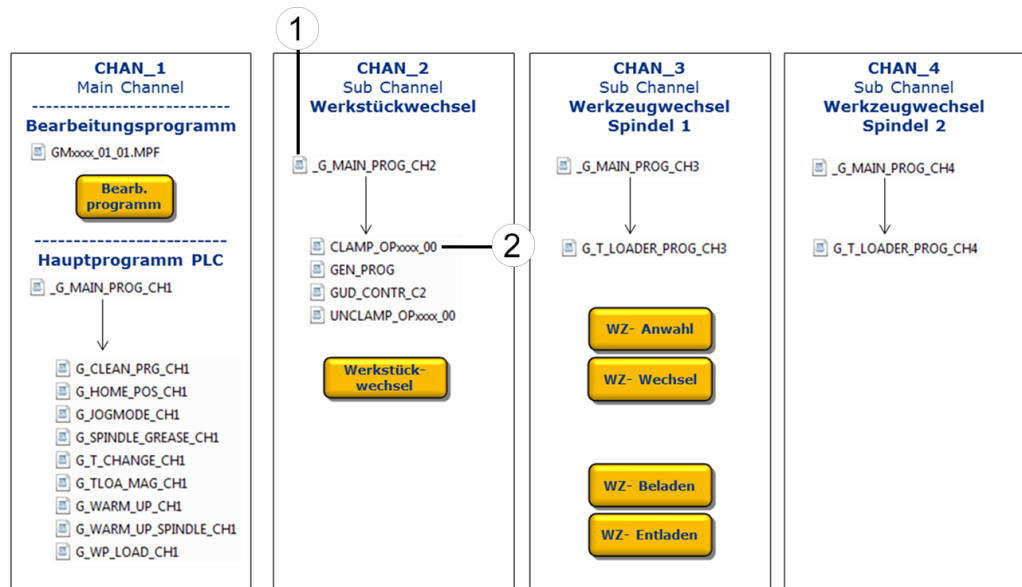 1
CHAN_1
Main Channel
Bearbeitungsprogramm
GMxxxx_01_01.MPF
Bearb.
programm
Hauptprogramm PLC
_G_MAIN_PROG_CH1
G_CLEAN_PRG_CH1
G_HOME_POS_CH1
G_JOGMODE_CH1
G_SPINDLE_GREASE_CH1
G_T_CHANGE_CH1
G_TLOA_MAG_CH1
G_WARM_UP_CH1
G_WARM_UP_SPINDLE_CH1
G_WP_LOAD_CH1
CHAN_2
Sub Channel
Werkstückwechsel
_G_MAIN_PROG_CH2
CLAMP_OPxxxx_00
2
GEN_PROG
GUD_CONTR_C2
UNCLAMP_OPxxxx_00
Werkstück-
wechsel
CHAN_3
Sub Channel
Werkzeugwechsel
Spindel 1
_G_MAIN_PROG_CH3
G_T_LOADER_PROG_CH3
WZ- Anwahl
WZ- Wechsel
WZ- Beladen
WZ- Entladen
CHAN_4
Sub Channel
Werkzeugwechsel
Spindel 2
_G_MAIN_PROG_CH4
G_T_LOADER_PROG_CH4